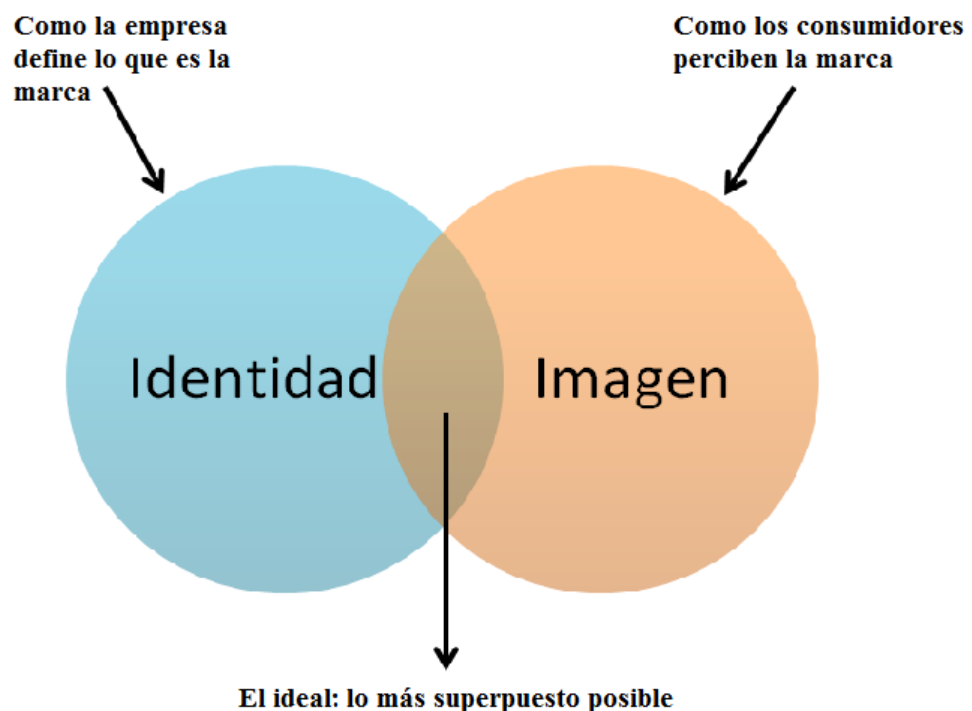 Como la empresa
define lo que es la
marca
Como los consumidores
perciben la marca
Identidad
Imagen
El ideal: lo más superpuesto posible